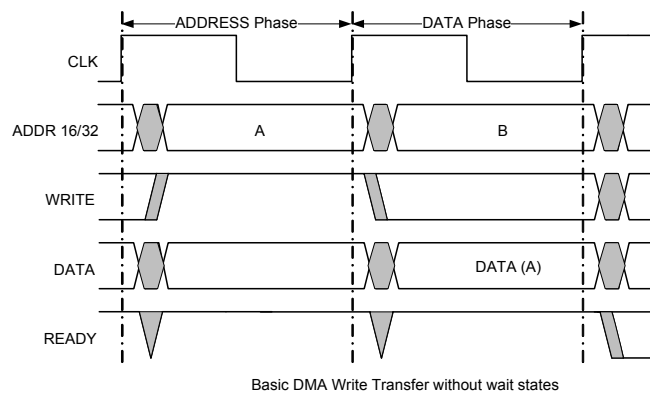 ADDRESS Phase DATA Phase
CLK
ADDR 16/32 A B
WRITE
DATA DATA (A)
READY
Basic DMA Write Transfer without wait states